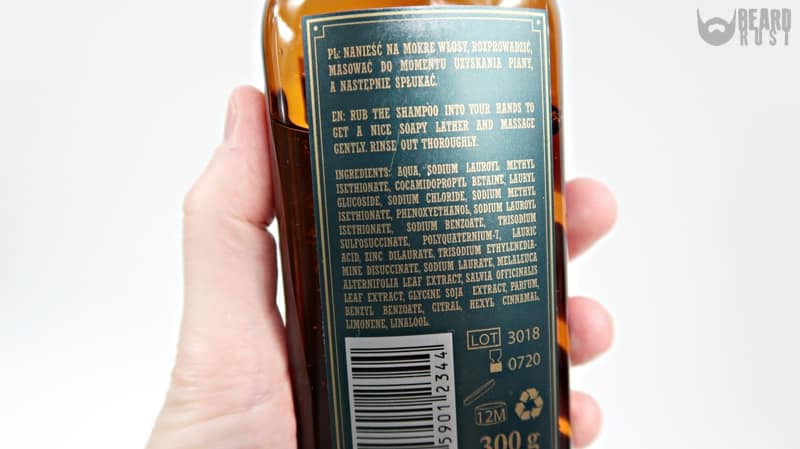 BEARD
RUST
PL: NANIEŚĆ NA MOKRE WŁOSY, ROZPROWADZIĆ,
MASOWAĆ DO MOMENTU UZYSKANIA PIANY,
A NASTĘPNIE SPŁUKAĆ.
EN: RUB THE SHAMPOO INTO YOUR HANDS TO
GET A NICE SOAPY LATHER AND MASSAGE
GENTLY. RINSE OUT THOROUGHLY.
INGREDIENTS: AQUA, SODIUM LAUROYL METHYL
ISETHIONATE, COCAMIDOPROPYL BETAINE, LAURYL
GLUCOSIDE, SODIUM CHLORIDE, SODIUM METHYL
ISETHIONATE, PHENOXYETHANOL, SODIUM LAUROYL
ISETHIONATE, SODIUM BENZOATE, TRISODIUM
SULFOSUCCINATE, POLYQUATERNIUM-7, LAURIC
ACID, ZINC DILAURATE, TRISODIUM ETHYLENEDIA-
MINE DISUCCINATE, SODIUM LAURATE, MELALEUCA
ALTERNIFOLIA LEAF EXTRACT, SALVIA OFFICINALIS
LEAF EXTRACT, GLYCINE SOJA EXTRACT, PARFUM,
BENZYL BENZOATE, CITRAL, HEXYL CINNAMAL,
LIMONENE, LINALOOL.
LOT 3018
0720
12M
300 g
5901 2344